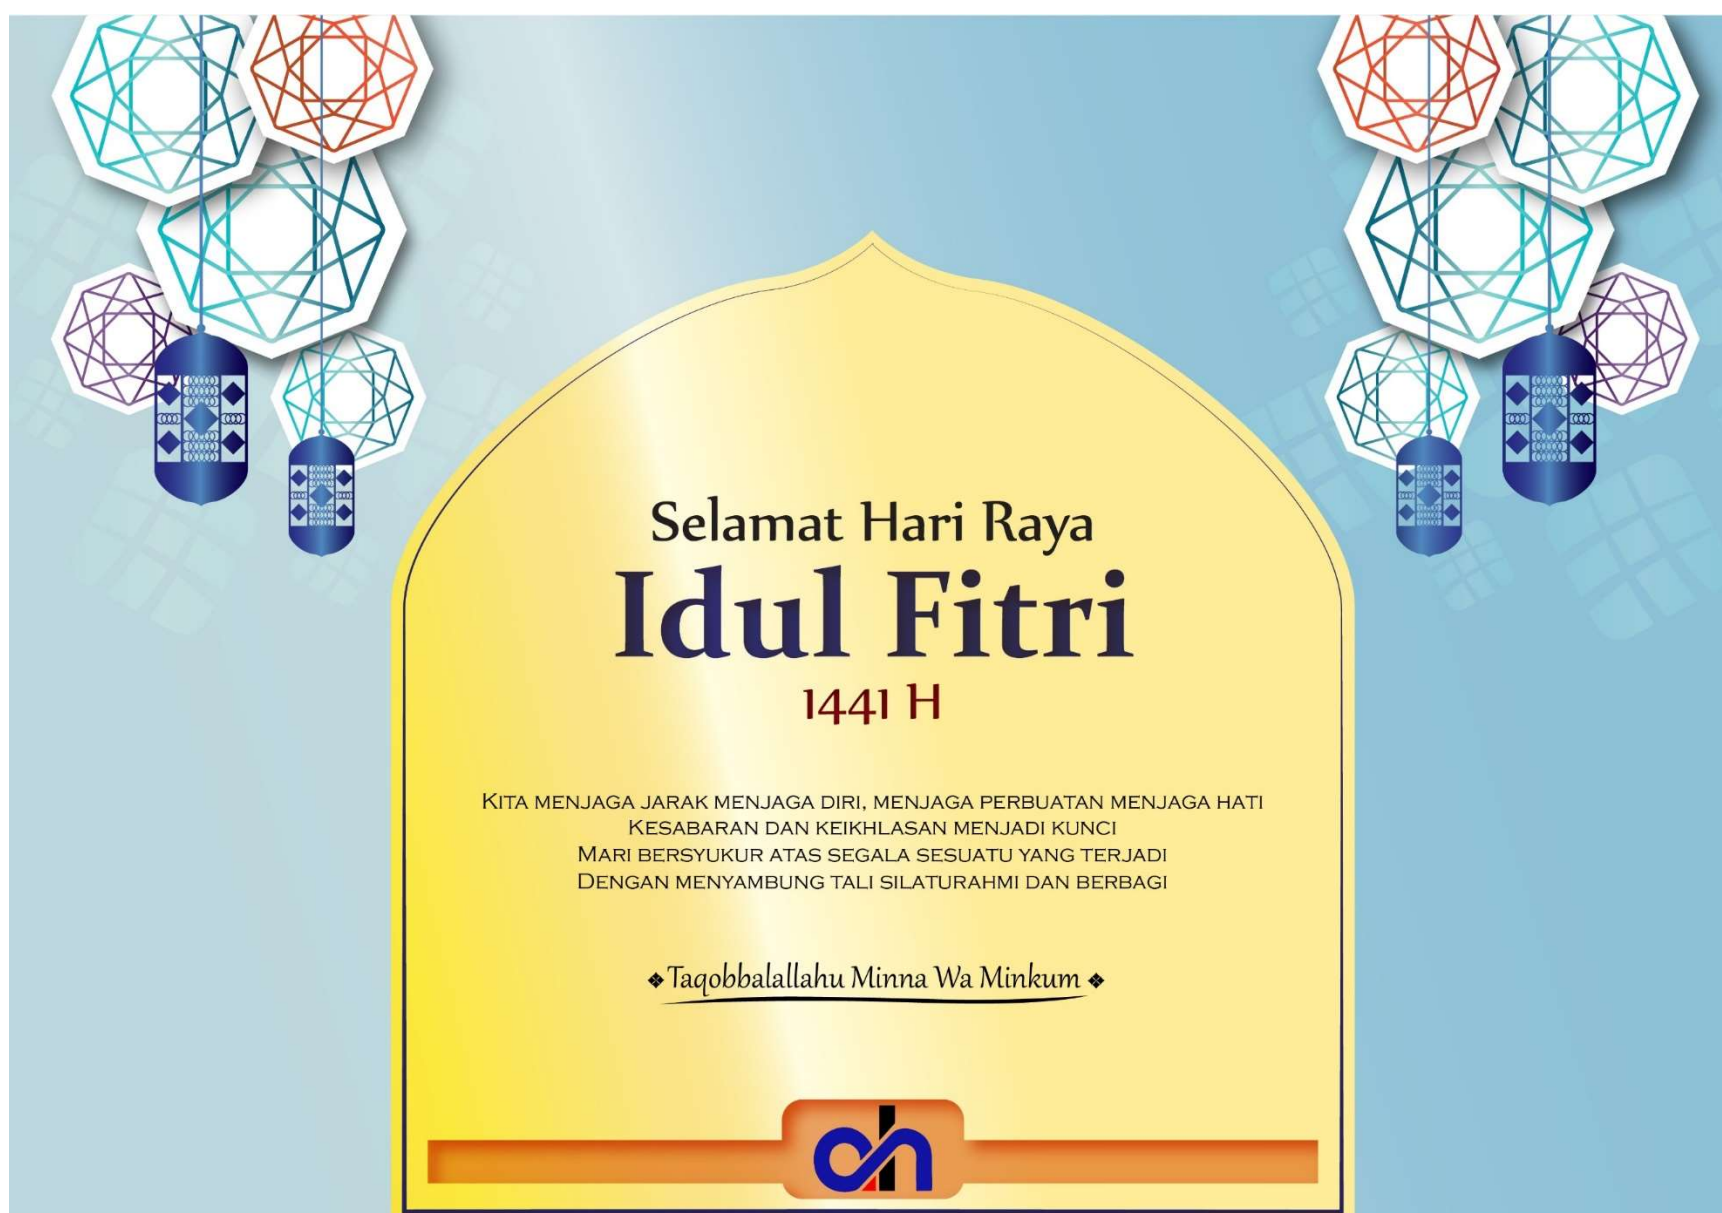 Selamat Hari Raya
Idul Fitri
1441 H
KITA MENJAGA JARAK MENJAGA DIRI, MENJAGA PERBUATAN MENJAGA HATI
KESABARAN DAN KEIKHLASAN MENJADI KUNCI
MARI BERSYUKUR ATAS SEGALA SESUATU YANG TERJADI
DENGAN MENYAMBUNG TALI SILATURAHMI DAN BERBAGI
Taqobbalallahu Minna Wa Minkum